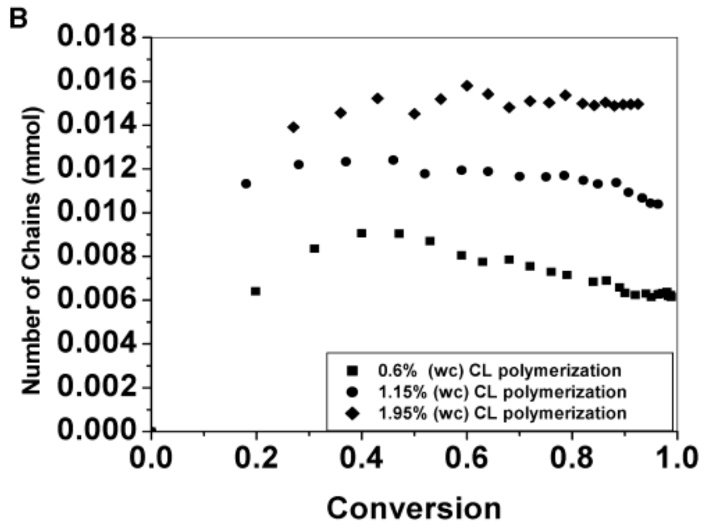 B
0.018
0.016
0.014
0.012
0.010
0.008
0.006
0.004
0.002
0.000
Number of Chains (mmol)
0.6% (wc) CL polymerization
1.15% (wc) CL polymerization
1.95% (wc) CL polymerization
0.0 0.2 0.4 0.6 0.8 1.0
Conversion